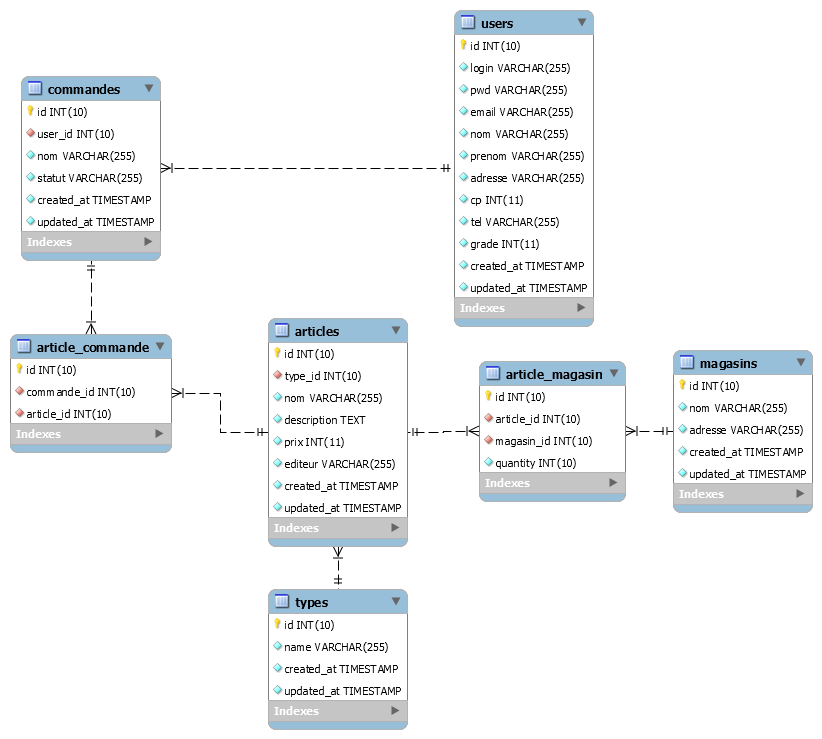 users
id INT(10)
login VARCHAR(255)
pwd VARCHAR(255)
email VARCHAR(255)
nom VARCHAR(255)
prenom VARCHAR(255)
adresse VARCHAR(255)
cp INT(11)
tel VARCHAR(255)
grade INT(11)
created_at TIMESTAMP
updated_at TIMESTAMP
Indexes
commandes
id INT(10)
user_id INT(10)
nom VARCHAR(255)
statut VARCHAR(255)
created_at TIMESTAMP
updated_at TIMESTAMP
Indexes
article_commande
id INT(10)
commande_id INT(10)
article_id INT(10)
Indexes
articles
id INT(10)
type_id INT(10)
nom VARCHAR(255)
description TEXT
prix INT(11)
editeur VARCHAR(255)
created_at TIMESTAMP
updated_at TIMESTAMP
Indexes
article_magasin
id INT(10)
article_id INT(10)
magasin_id INT(10)
quantity INT(10)
Indexes
magasins
id INT(10)
nom VARCHAR(255)
adresse VARCHAR(255)
created_at TIMESTAMP
updated_at TIMESTAMP
Indexes
types
id INT(10)
name VARCHAR(255)
created_at TIMESTAMP
updated_at TIMESTAMP
Indexes